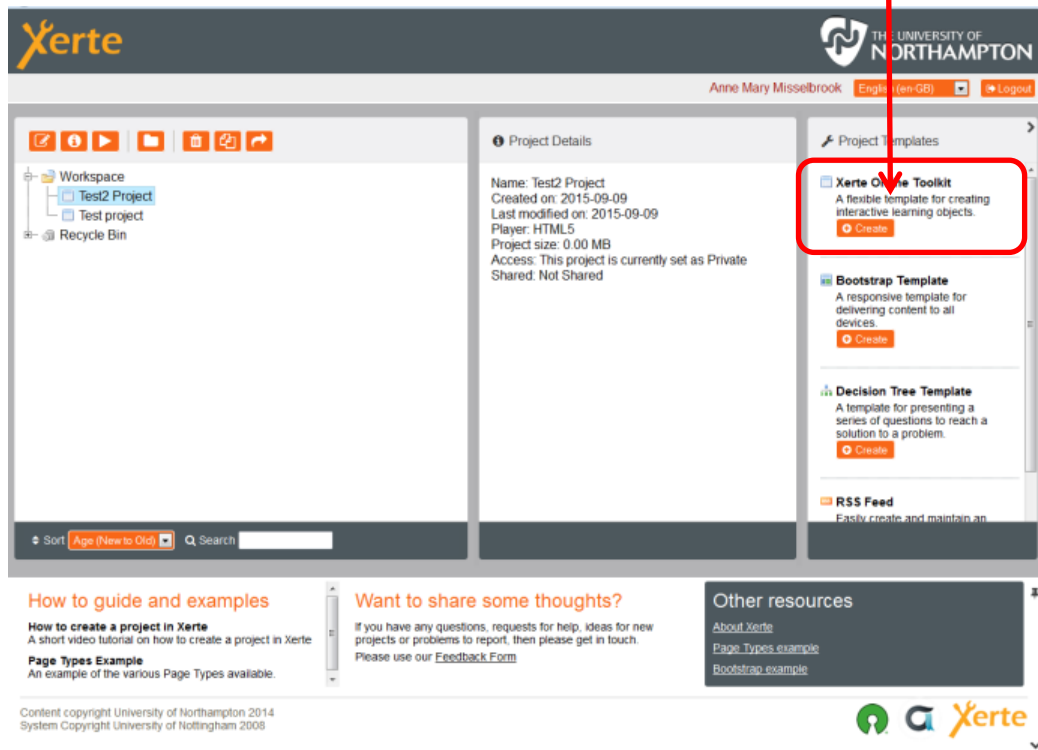 Xerte
THE UNIVERSITY OF
NORTHAMPTON
Anne Mary Misselbrook
English (en-GB)
Logout
Workspace
Test2 Project
Test project
Recycle Bin
Sort
Age (New to Old)
Search
Project Details
Name: Test2 Project
Created on: 2015-09-09
Last modified on: 2015-09-09
Player: HTML5
Project size: 0.00 MB
Access: This project is currently set as Private
Shared: Not Shared
Project Templates
Xerte Online Toolkit
A flexible template for creating
interactive learning objects.
Create
Bootstrap Template
A responsive template for
delivering content to all
devices.
Create
Decision Tree Template
A template for presenting a
series of questions to reach a
solution to a problem.
Create
RSS Feed
Easily create and maintain an
How to guide and examples
How to create a project in Xerte
A short video tutorial on how to create a project in Xerte
Page Types Example
An example of the various Page Types available.
Want to share some thoughts?
If you have any questions, requests for help, ideas for new
projects or problems to report, then please get in touch.
Please use our Feedback Form
Other resources
About Xerte
Page Types example
Bootstrap example
Content copyright University of Northampton 2014
System Copyright University of Nottingham 2008
Xerte